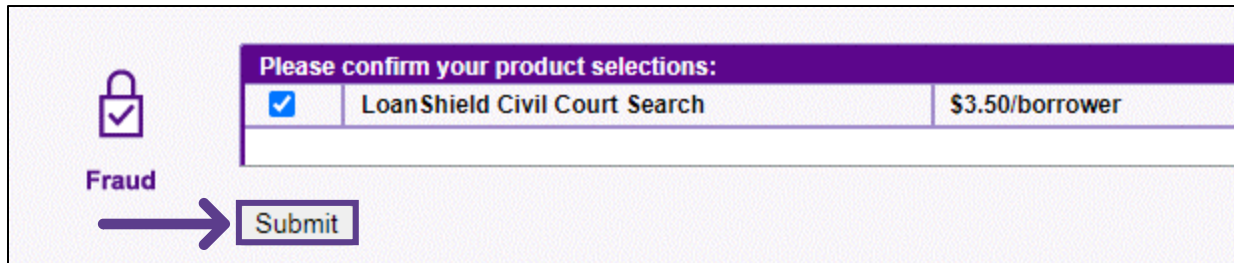 Please confirm your product selections:
LoanShield Civil Court Search $3.50/borrower
Fraud
Submit